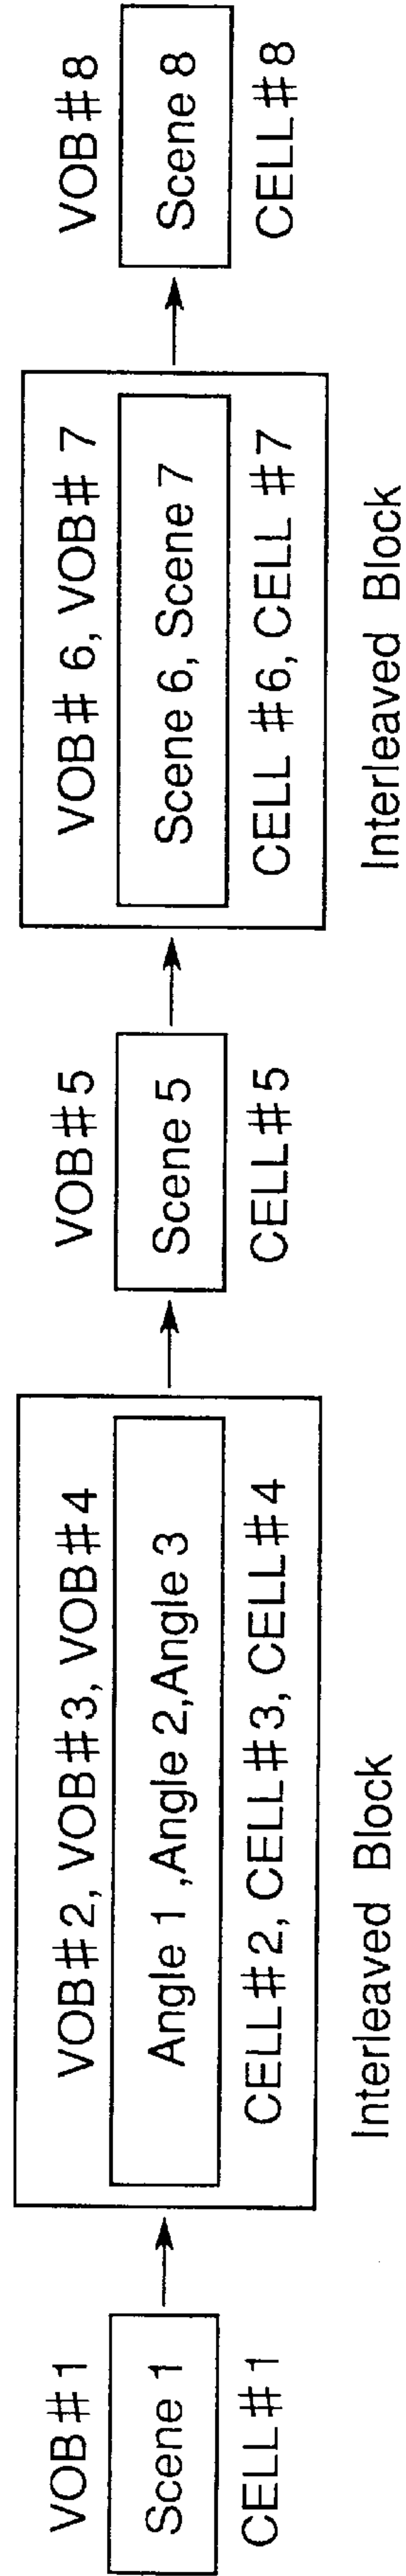 VOB#1
Scene 1
CELL#1
VOB#2, VOB#3, VOB#4
Angle 1 ,Angle 2,Angle 3
CELL#2, CELL#3, CELL#4
Interleaved Block
VOB#5
Scene 5
CELL#5
VOB# 6, VOB# 7
Scene 6, Scene 7
CELL #6, CELL #7
Interleaved Block
VOB#8
Scene 8
CELL#8